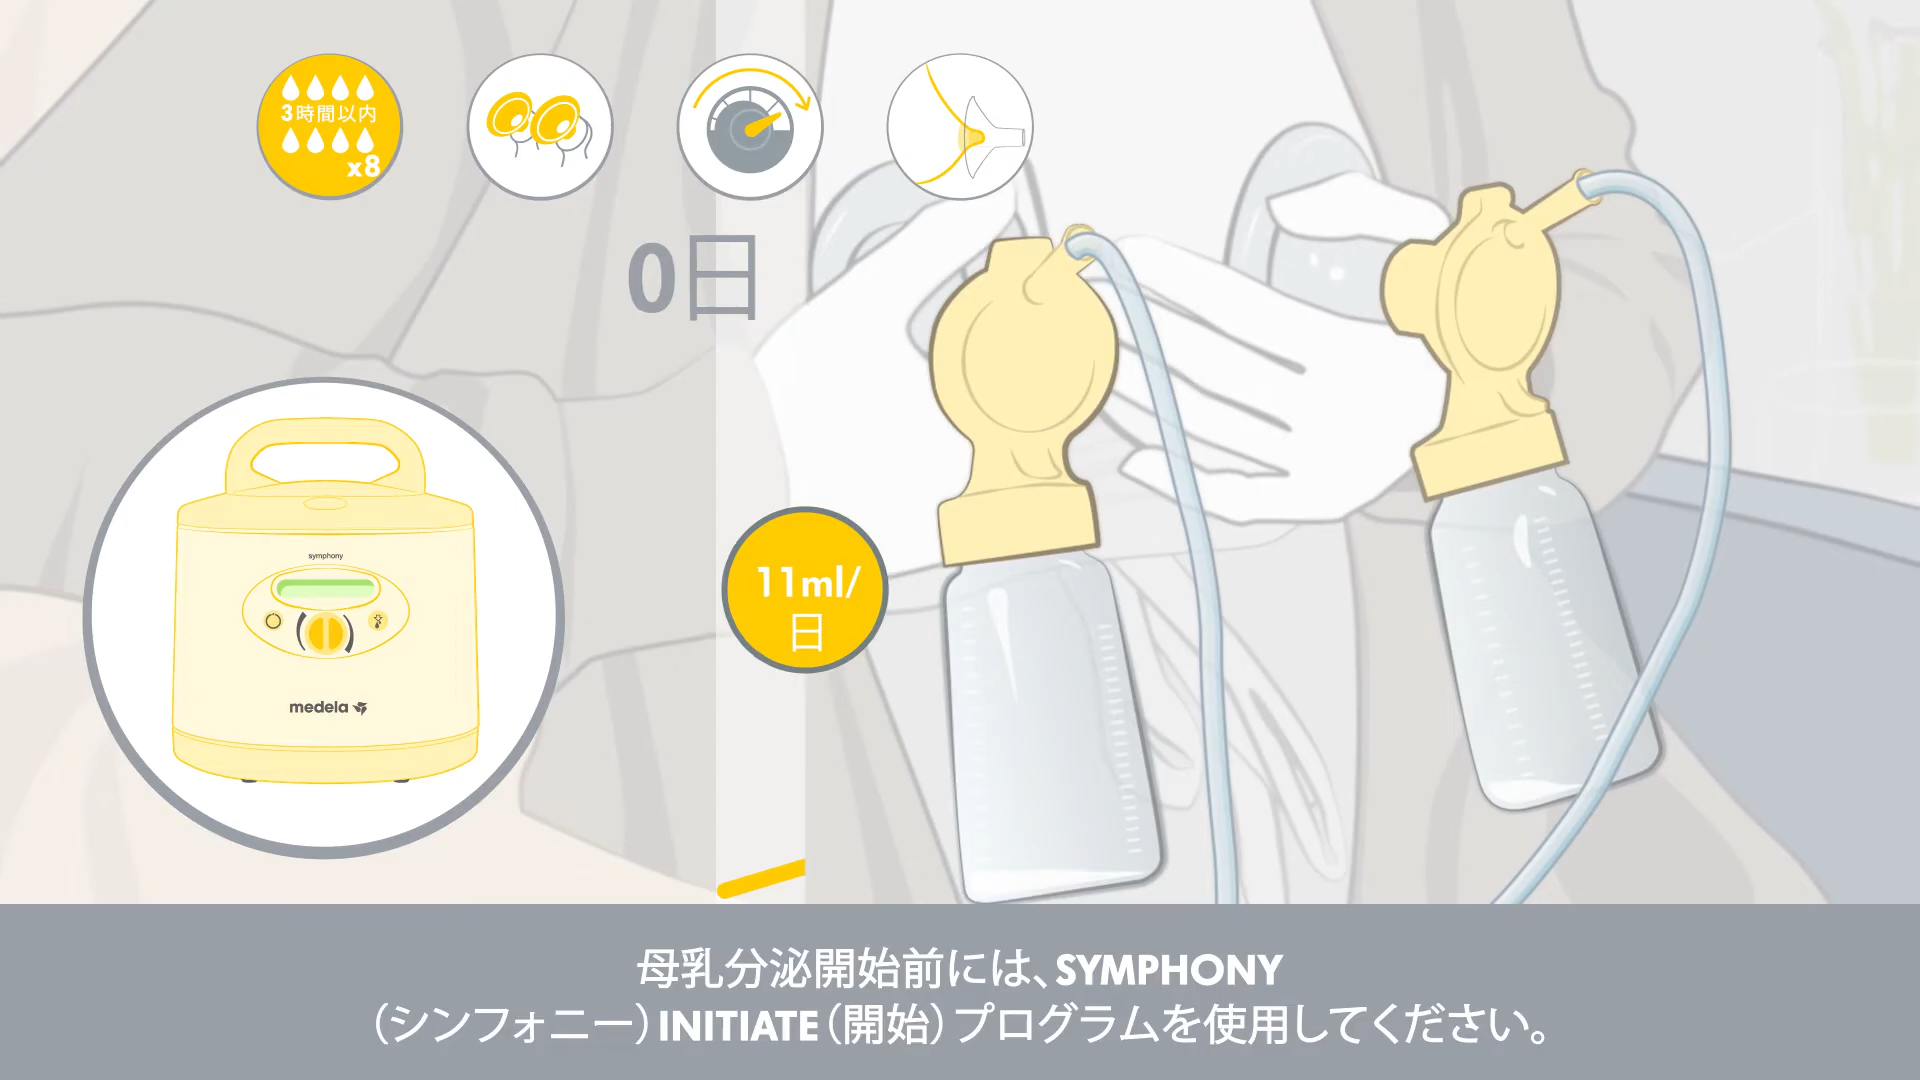 3時間以内
x8
0日
symphony
medela
11ml/
日
母乳分泌開始前には、SYMPHONY
（シンフォニー）INITIATE（開始）プログラムを使用してください。